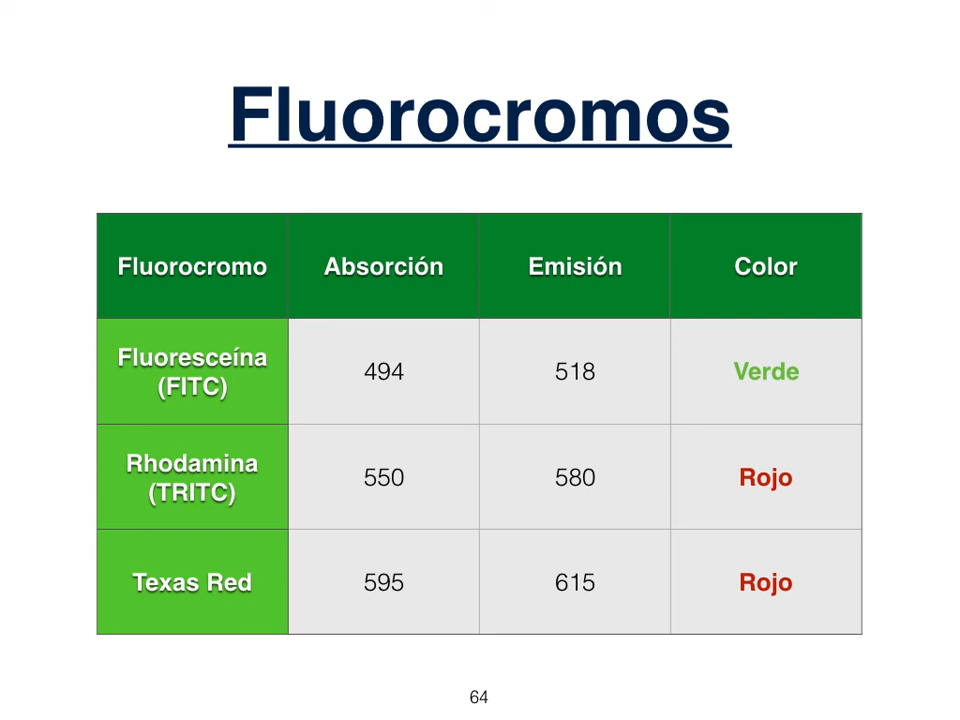 Fluorocromos
Fluorocromo Absorción Emisión Color
Fluoresceína
(FITC) 494 518 Verde
Rhodamina
(TRITC) 550 580 Rojo
Texas Red 595 615 Rojo
64